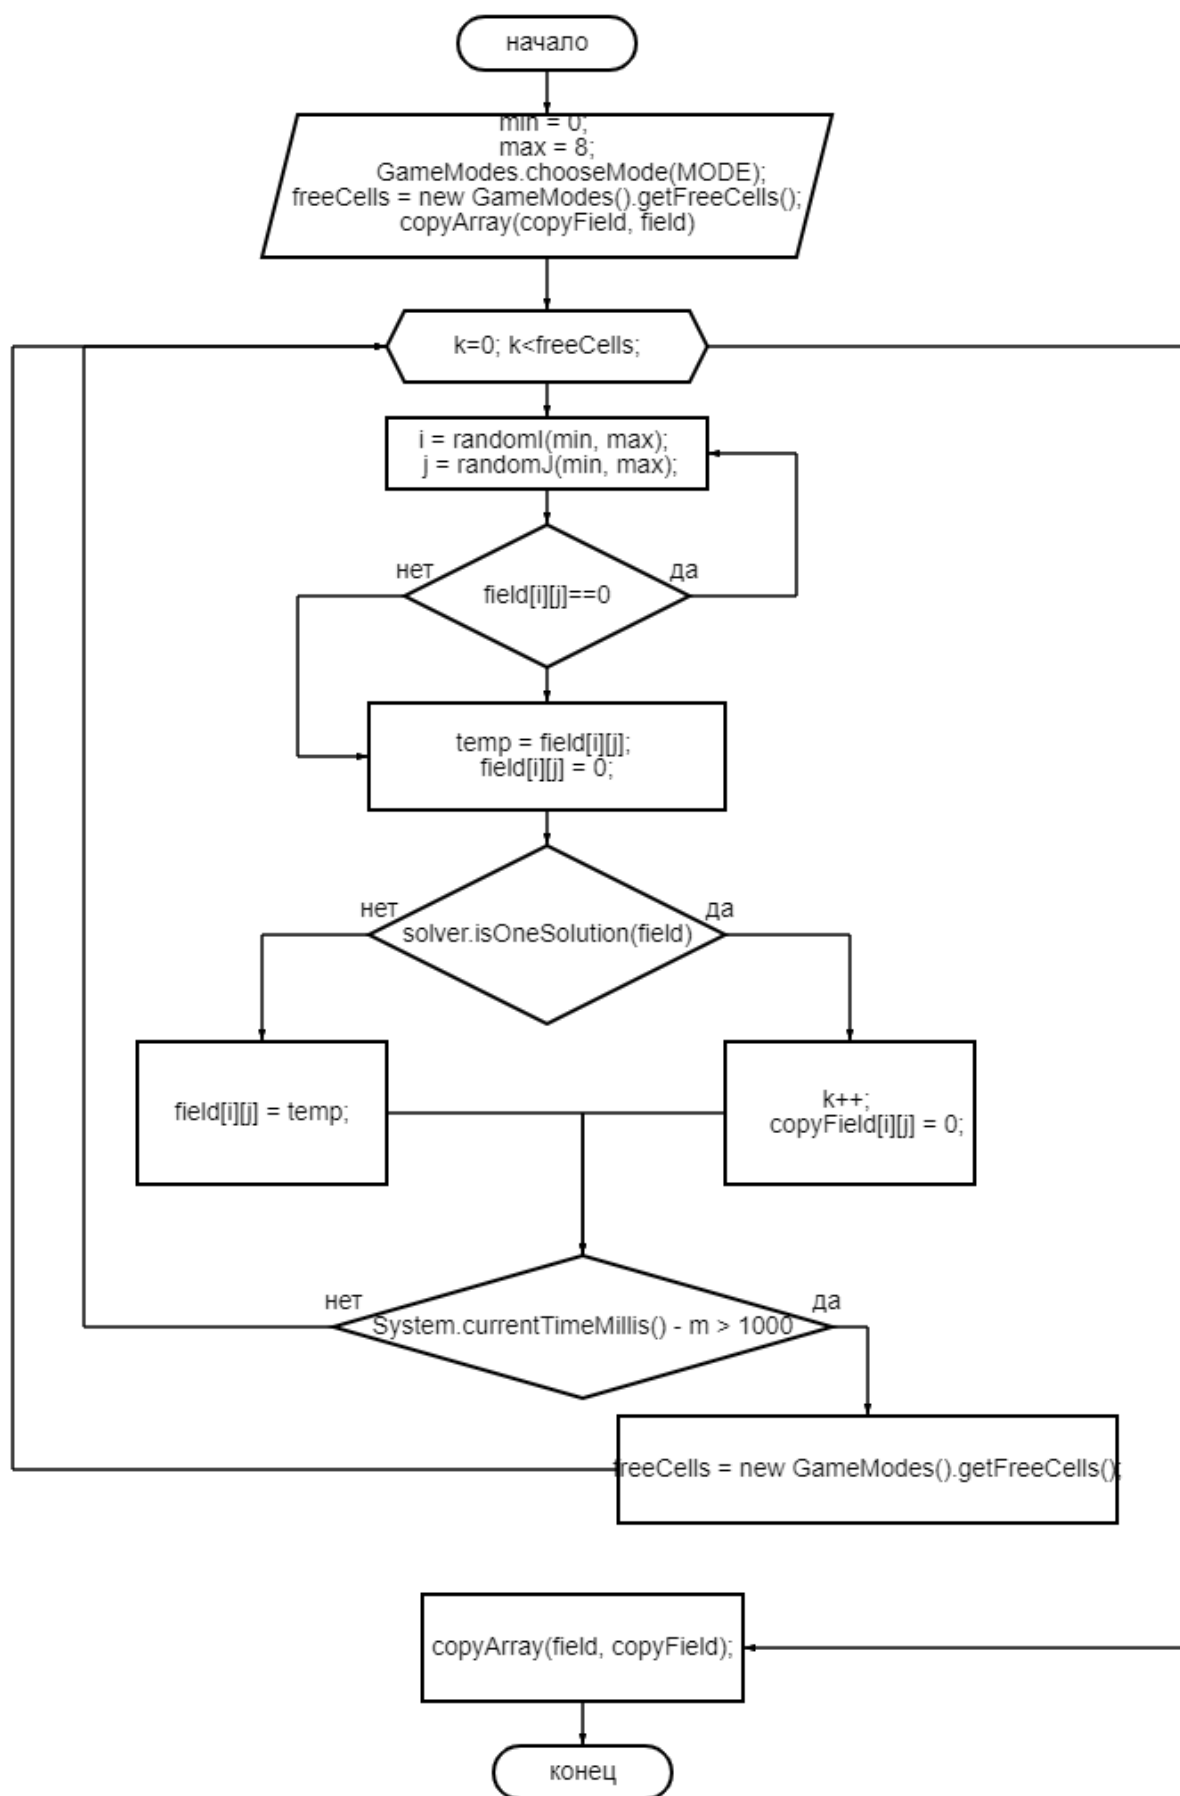 начало
min = 0;
max = 8;
GameModes.chooseMode(MODE);
freeCells = new GameModes().getFreeCells();
copyArray(copyField, field)
k=0; k<freeCells;
i = randomI(min, max);
j = randomJ(min, max);
нет
да
field[i][j]==0
temp = field[i][j];
field[i][j] = 0;
нет
да
solver.isOneSolution(field)
field[i][j] = temp;
k++;
copyField[i][j] = 0;
нет
да
System.currentTimeMillis() - m > 1000
freeCells = new GameModes().getFreeCells();
copyArray(field, copyField);
конец